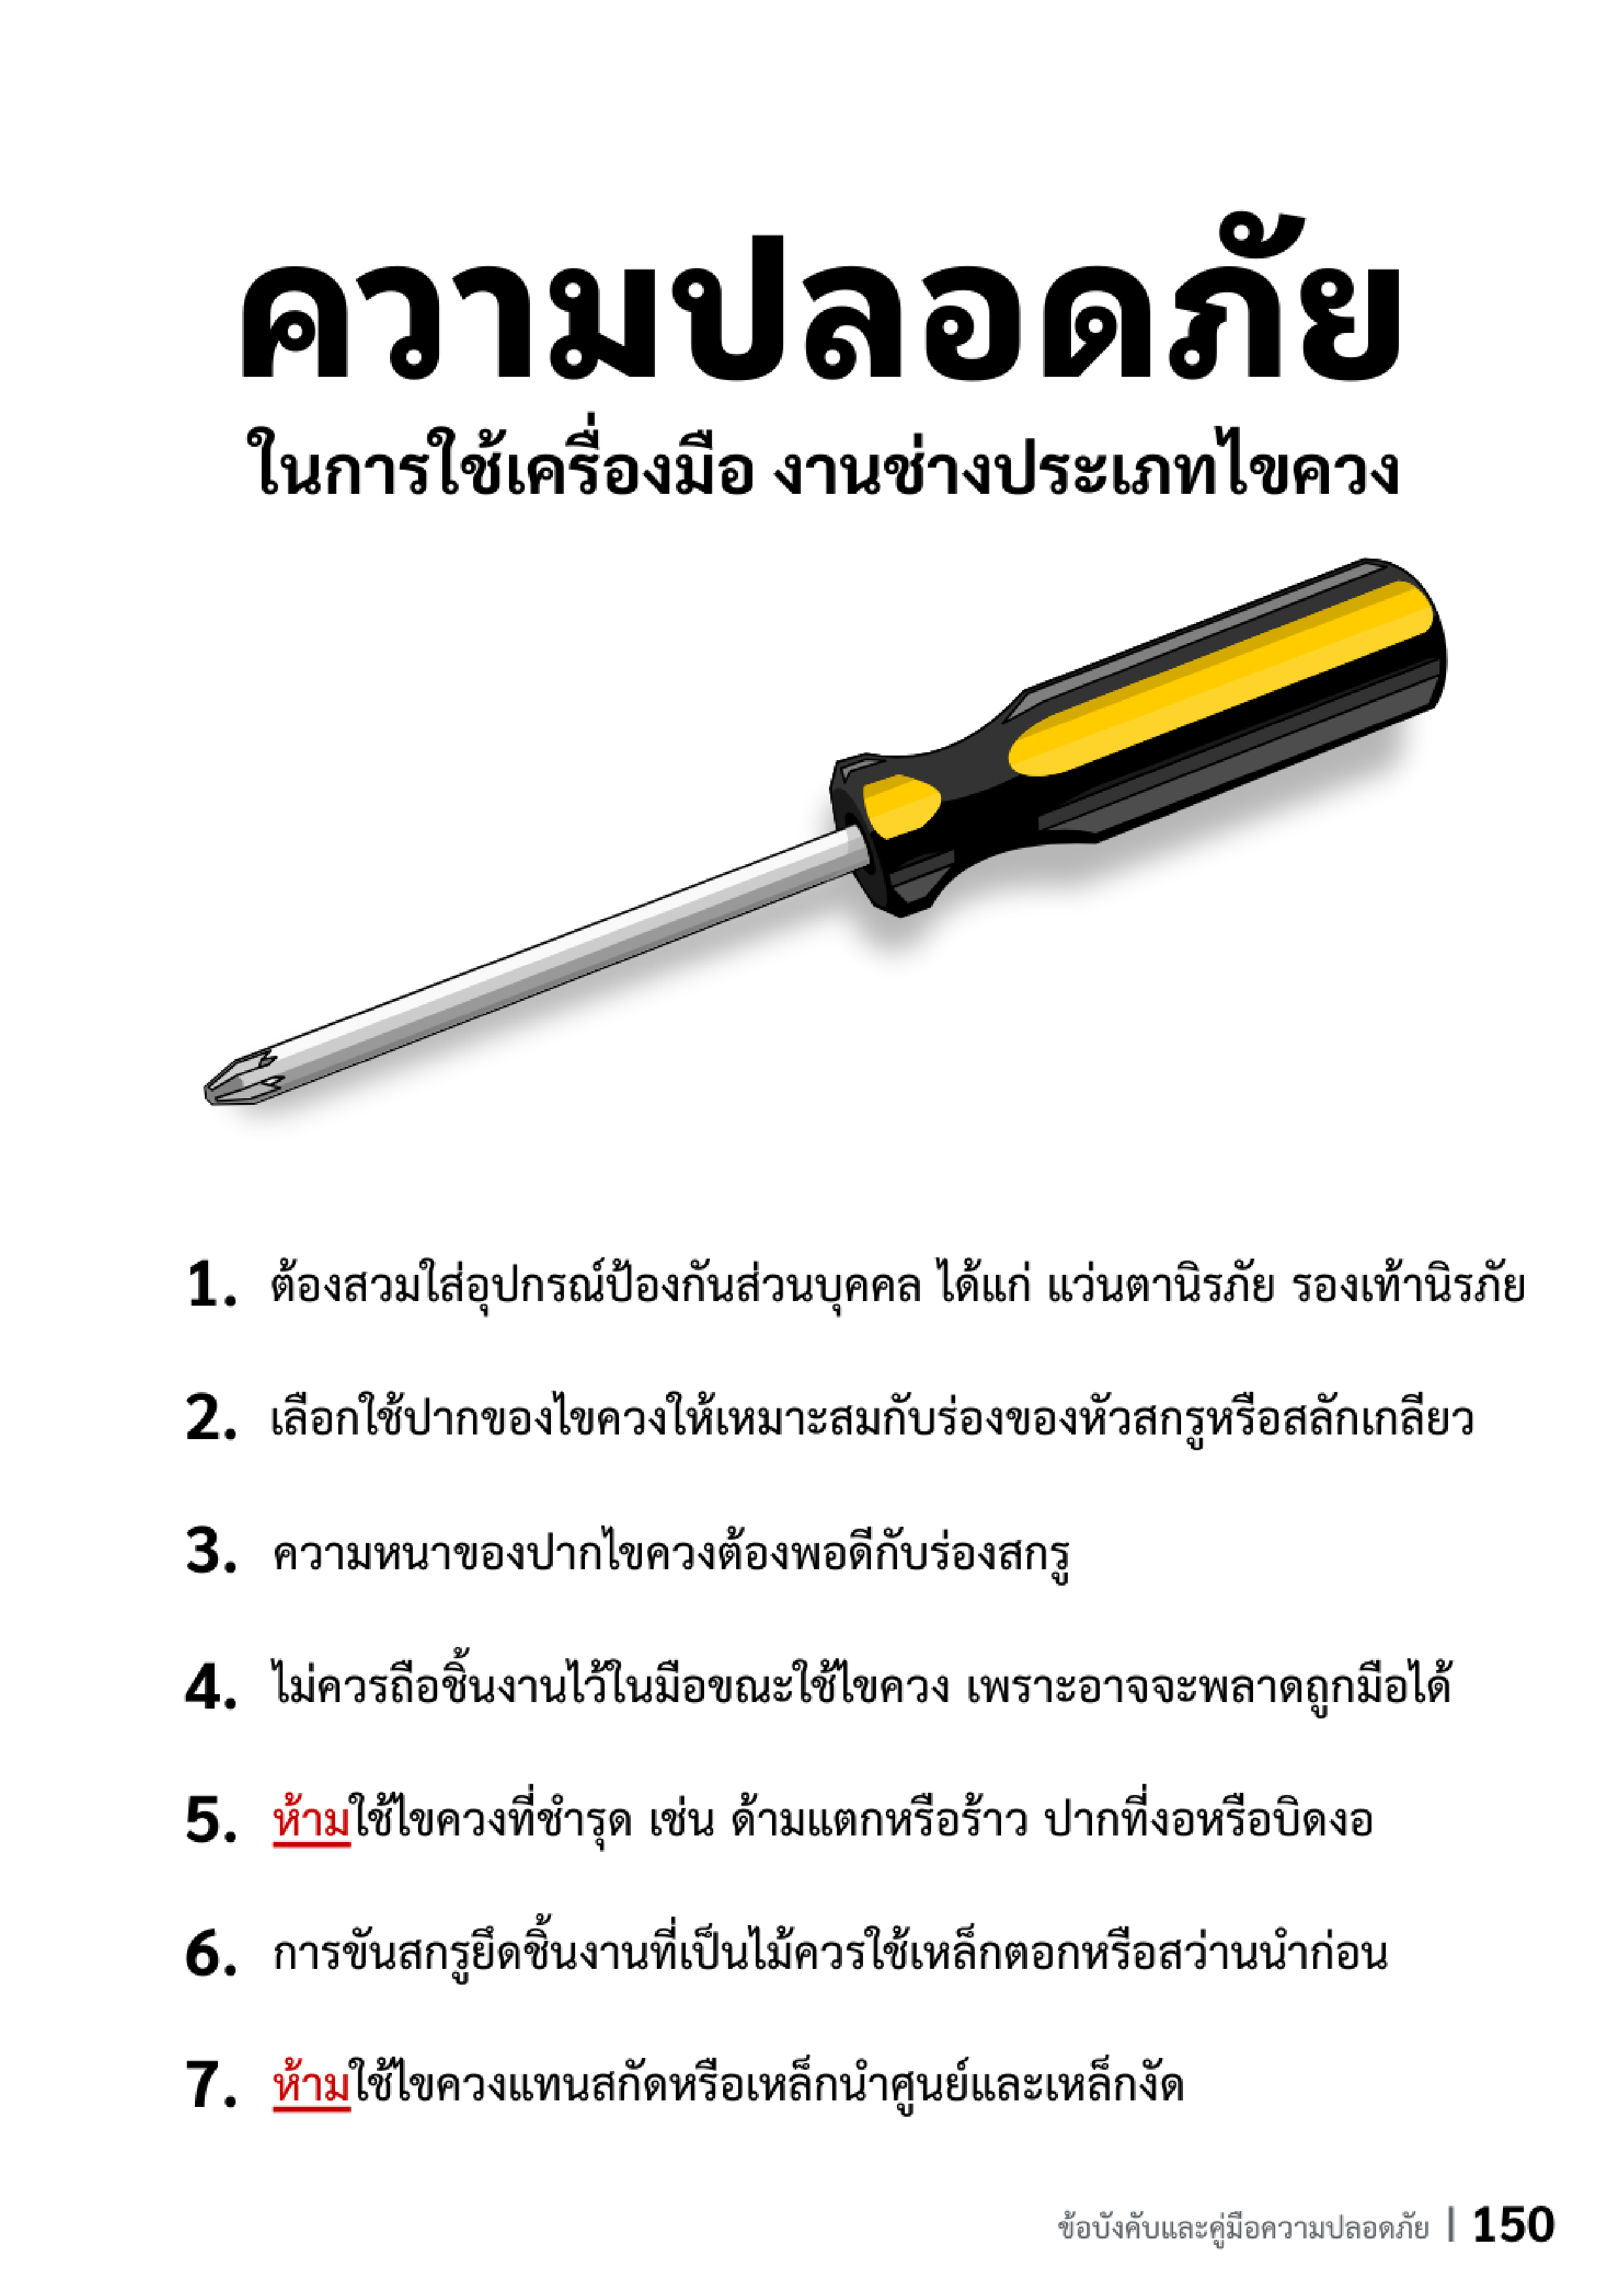 ความปลอดภัย
ในการใช้เครื่องมือ งานช่างประเภทไขควง
1. ต้องสวมใส่อุปกรณ์ป้องกันส่วนบุคคล ได้แก่ แว่นตานิรภัย รองเท้านิรภัย
2. เลือกใช้ปากของไขควงให้เหมาะสมกับร่องของหัวสกรูหรือสลักเกลียว
3. ความหนาของปากไขควงต้องพอดีกับร่องสกรู
4. ไม่ควรถือชิ้นงานไว้ในมือขณะใช้ไขควง เพราะอาจจะพลาดถูกมือได้
5. ห้ามใช้ไขควงที่ชำรุด เช่น ด้ามแตกหรือร้าว ปากที่งอหรือบิดงอ
6. การขันสกรูยึดชิ้นงานที่เป็นไม้ควรใช้เหล็กตอกหรือสว่านนำก่อน
7. ห้ามใช้ไขควงแทนสกัดหรือเหล็กนำศูนย์และเหล็กงัด
ข้อบังคับและคู่มือความปลอดภัย | 150